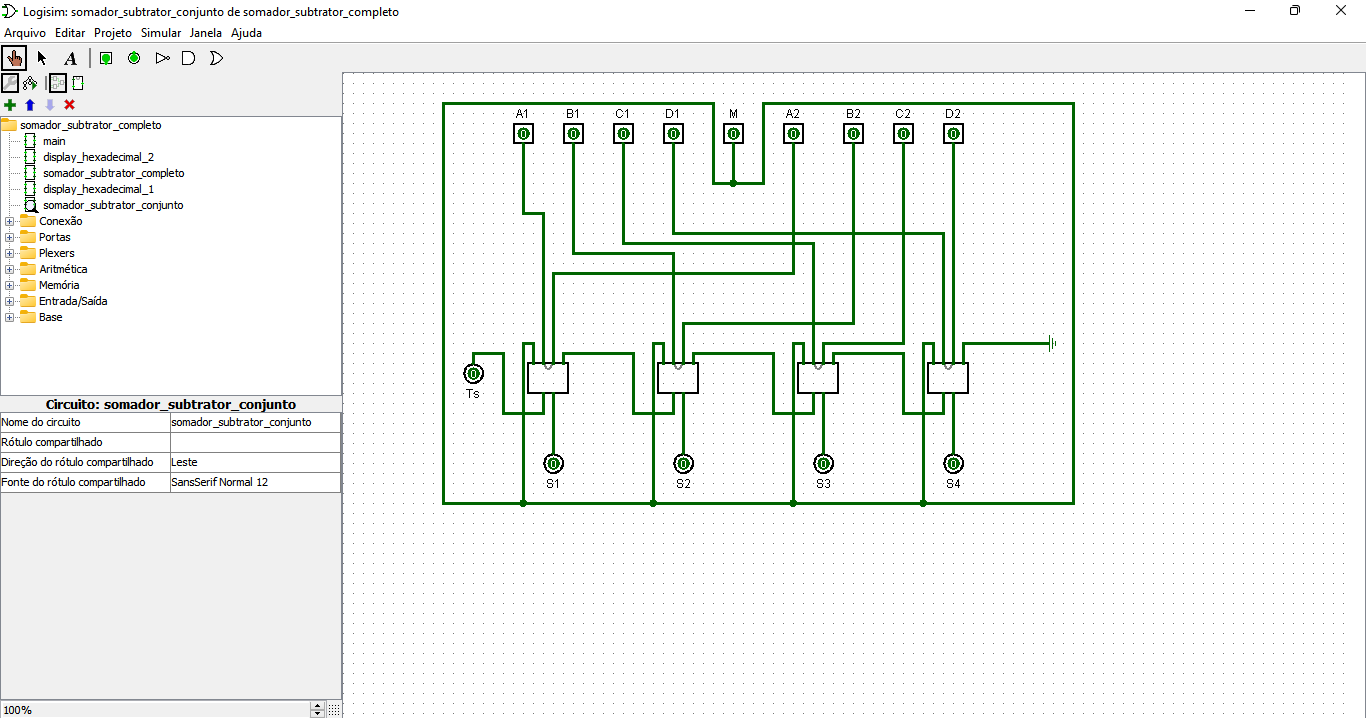 Logisim: somador_subtrator_conjunto de somador_subtrator_completo
Arquivo Editar Projeto Simular Janela Ajuda
A
somador_subtrator_completo
main
display_hexadecimal_2
somador_subtrator_completo
display_hexadecimal_1
somador_subtrator_conjunto
Conexão
Portas
Plexers
Aritmética
Memória
Entrada/Saída
Base
Circuito: somador_subtrator_conjunto
Nome do circuito somador_subtrator_conjunto
Rótulo compartilhado
Direção do rótulo compartilhado Leste
Fonte do rótulo compartilhado SansSerif Normal 12
100%
A1 B1 C1 D1 M A2 B2 C2 D2
0 0 0 0 0 0 0 0 0
0
Ts
0 0 0 0
S1 S2 S3 S4